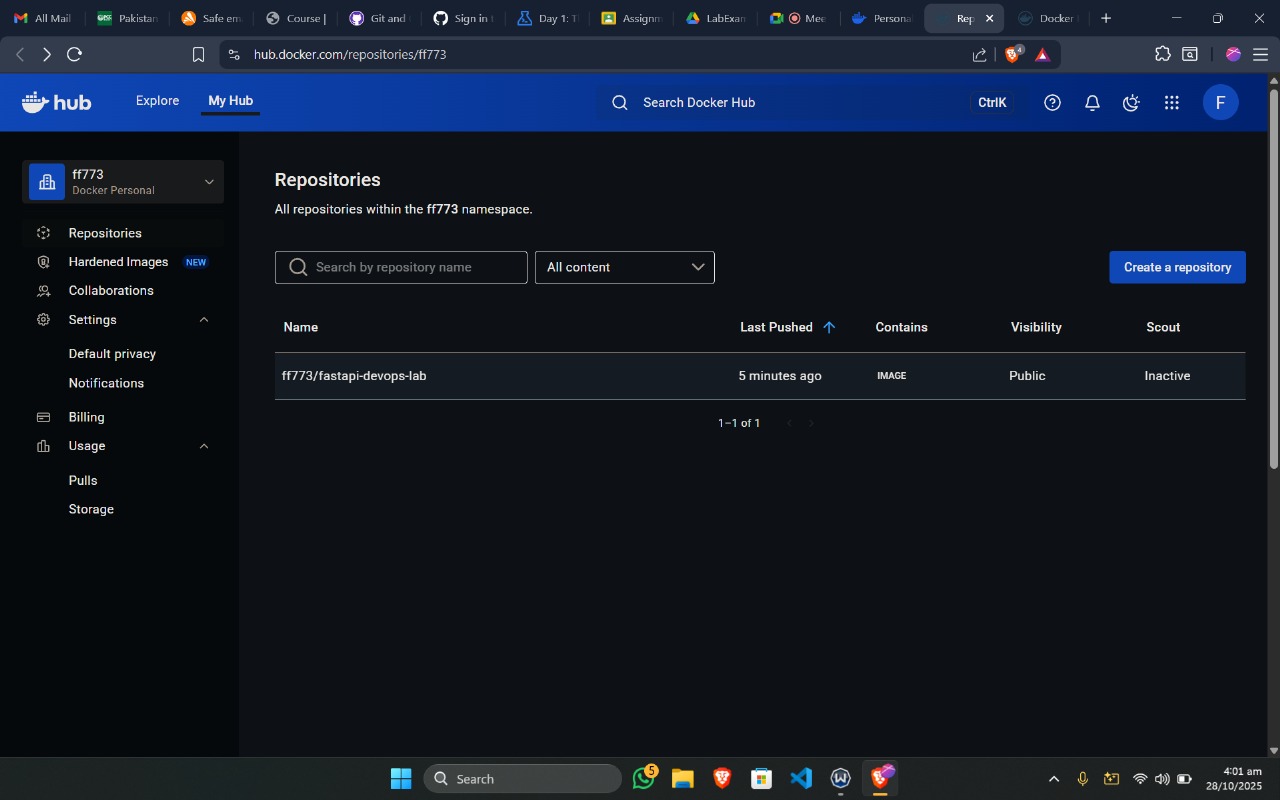 All Mail
Pakistan
Safe em
Course |
Git and
Sign in t
Day 1: T
Assignm
LabExam
Mee
Persona
Rep
Docker
hub.docker.com/repositories/ff773
4
hub
Explore
My Hub
Search Docker Hub
CtrlK
F
ff773
Docker Personal
Repositories
Hardened Images NEW
Collaborations
Settings
Default privacy
Notifications
Billing
Usage
Pulls
Storage
Repositories
All repositories within the ff773 namespace.
Search by repository name
All content
Create a repository
Name Last Pushed Contains Visibility Scout
ff773/fastapi-devops-lab 5 minutes ago IMAGE Public Inactive
1–1 of 1
Search
5
4:01 am
28/10/2025